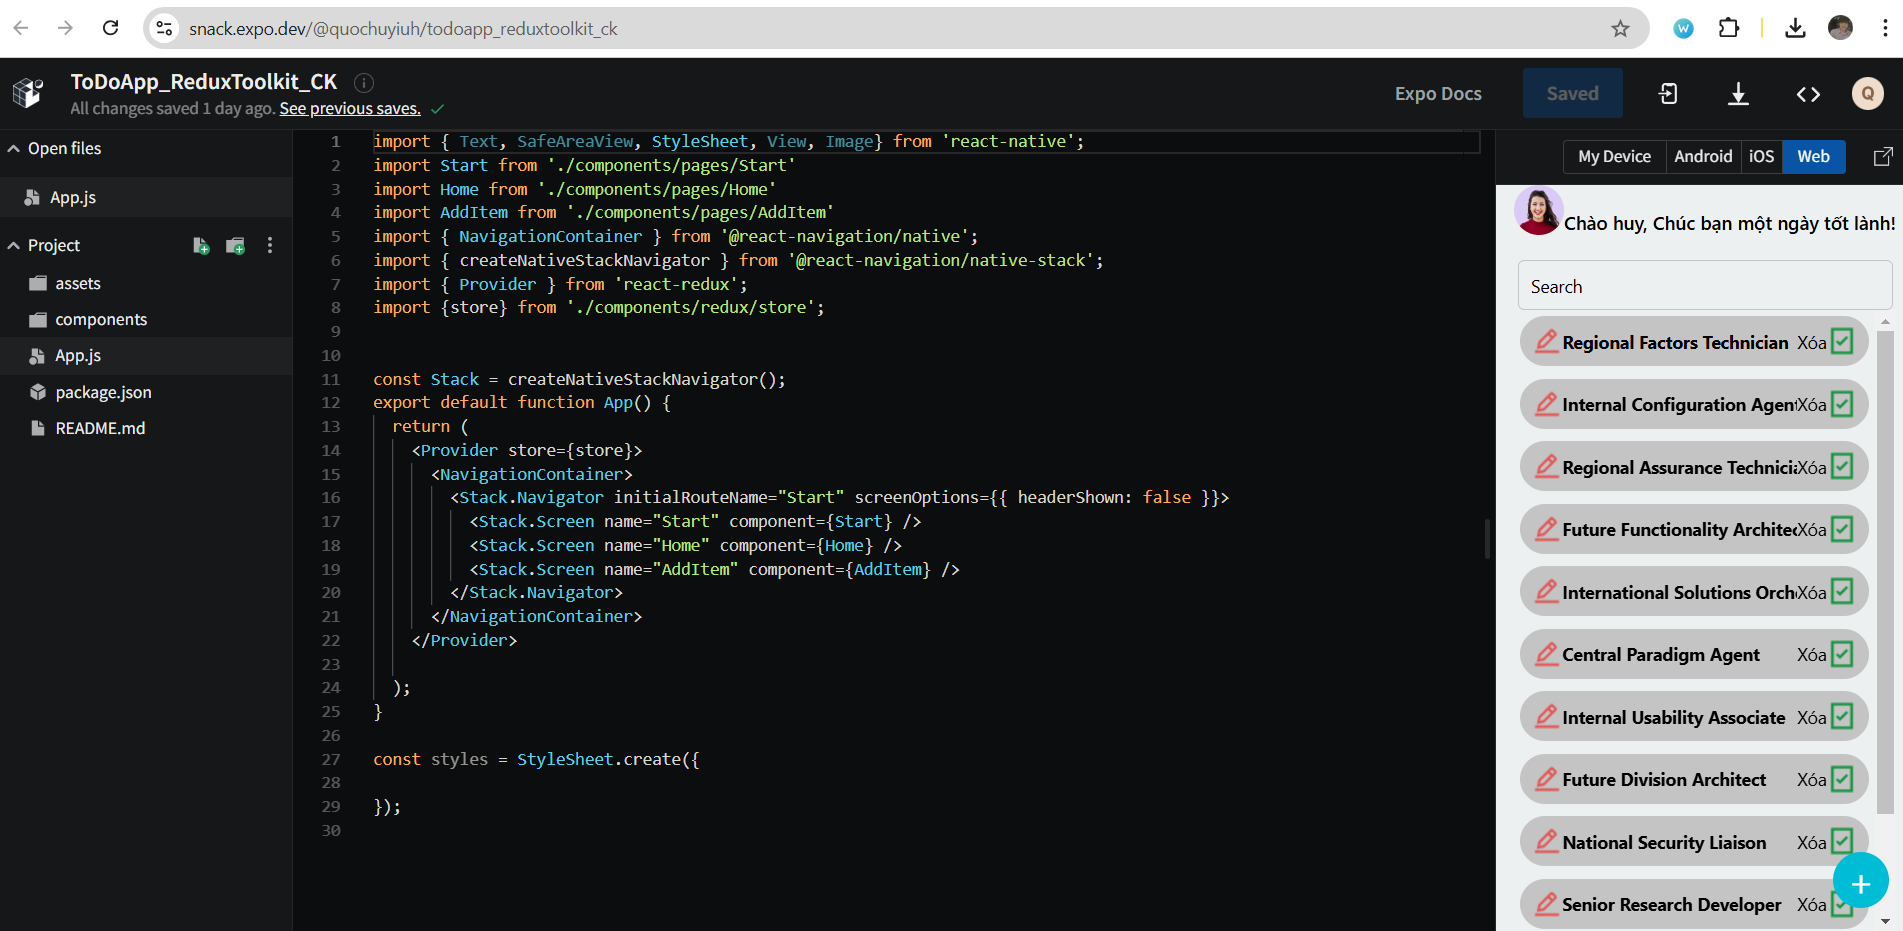 snack.expo.dev/@quochuyiuh/todoapp_reduxtoolkit_ck
W
ToDoApp_ReduxToolkit_CK
All changes saved 1 day ago. See previous saves.
Expo Docs
Saved
Q
Open files
App.js
Project
assets
components
App.js
package.json
README.md
1 import { Text, SafeAreaView, StyleSheet, View, Image} from 'react-native';
2 import Start from './components/pages/Start'
3 import Home from './components/pages/Home'
4 import AddItem from './components/pages/AddItem'
5 import { NavigationContainer } from '@react-navigation/native';
6 import { createNativeStackNavigator } from '@react-navigation/native-stack';
7 import { Provider } from 'react-redux';
8 import {store} from './components/redux/store';
9
10
11 const Stack = createNativeStackNavigator();
12 export default function App() {
13 return (
14 <Provider store={store}>
15 <NavigationContainer>
16 <Stack.Navigator initialRouteName="Start" screenOptions={{ headerShown: false }}>
17 <Stack.Screen name="Start" component={Start} />
18 <Stack.Screen name="Home" component={Home} />
19 <Stack.Screen name="AddItem" component={AddItem} />
20 </Stack.Navigator>
21 </NavigationContainer>
22 </Provider>
23
24 );
25 }
26
27 const styles = StyleSheet.create({
28
29 });
30
My Device Android iOS Web
Chào huy, Chúc bạn một ngày tốt lành!
Search
Regional Factors Technician Xóa
Internal Configuration Agent Xóa
Regional Assurance Technici Xóa
Future Functionality Architec Xóa
International Solutions Orch Xóa
Central Paradigm Agent Xóa
Internal Usability Associate Xóa
Future Division Architect Xóa
National Security Liaison Xóa
+
Senior Research Developer Xóa